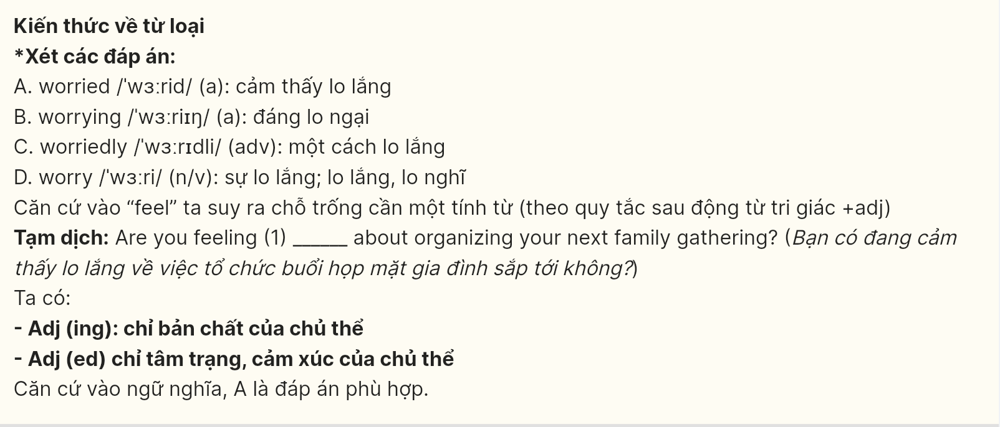 Kiến thức về từ loại
*Xét các đáp án:
A. worried /ˈwɜːrid/ (a): cảm thấy lo lắng
B. worrying /ˈwɜːriɪŋ/ (a): đáng lo ngại
C. worriedly /ˈwɜːrɪdli/ (adv): một cách lo lắng
D. worry /ˈwɜːri/ (n/v): sự lo lắng; lo lắng, lo nghĩ
Căn cứ vào “feel” ta suy ra chỗ trống cần một tính từ (theo quy tắc sau động từ tri giác +adj)
Tạm dịch: Are you feeling (1) ______ about organizing your next family gathering? (Bạn có đang cảm
thấy lo lắng về việc tổ chức buổi họp mặt gia đình sắp tới không?)
Ta có:
- Adj (ing): chỉ bản chất của chủ thể
- Adj (ed) chỉ tâm trạng, cảm xúc của chủ thể
Căn cứ vào ngữ nghĩa, A là đáp án phù hợp.